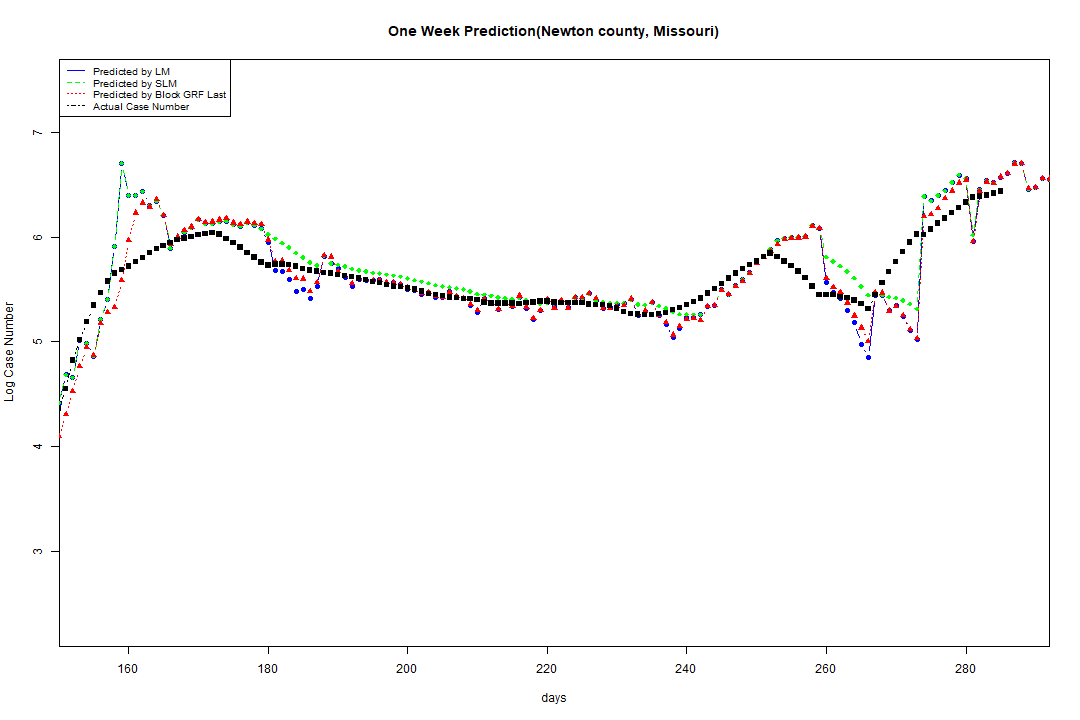 One Week Prediction(Newton county, Missouri)
Predicted by LM
Predicted by SLM
Predicted by Block GRF Last
Actual Case Number
7
6
5
4
3
Log Case Number
160 180 200 220 240 260 280
days